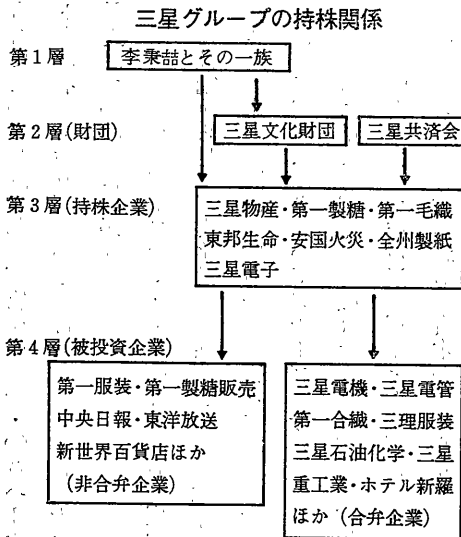 三星グループの持株関係
第1層
李秉喆とその一族
第2層(財団)
三星文化財団
三星共済会
第3層(持株企業)
三星物産・第一製糖・第一毛織
東邦生命・安国火災・全州製紙
三星電子
第4層(被投資企業)
第一服装・第一製糖販売
中央日報・東洋放送
新世界百貨店ほか
(非合弁企業)
三星電機・三星電管
第一合繊・三理服装
三星石油化学・三星
重工業・ホテル新羅
ほか(合弁企業)